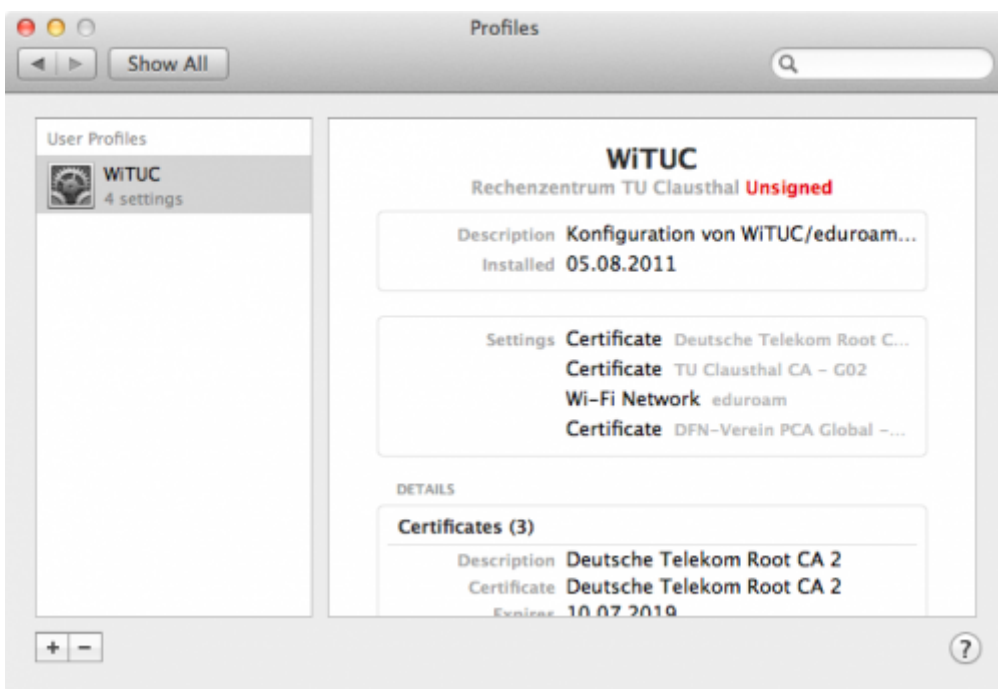 Profiles
Show All
User Profiles
WiTUC
4 settings
WiTUC
Rechenzentrum TU Clausthal Unsigned
Description Konfiguration von WiTUC/eduroam...
Installed 05.08.2011
Settings Certificate Deutsche Telekom Root C...
Certificate TU Clausthal CA – G02
Wi-Fi Network eduroam
Certificate DFN-Verein PCA Global –...
DETAILS
Certificates (3)
Description Deutsche Telekom Root CA 2
Certificate Deutsche Telekom Root CA 2
Expires 10.07.2019
+ −
?